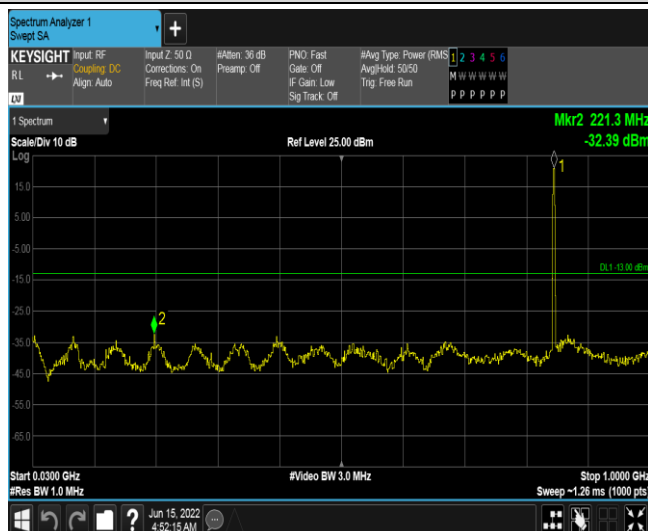 Spectrum Analyzer 1
Swept SA
+
KEYSIGHT
RL
LXI
Input: RF
Coupling: DC
Align: Auto
Input Z: 50 Ω
Corrections: On
Freq Ref: Int (S)
#Atten: 36 dB
Preamp: Off
PNO: Fast
Gate: Off
IF Gain: Low
Sig Track: Off
#Avg Type: Power (RMS
Avg|Hold: 50/50
Trig: Free Run
1 2 3 4 5 6
M W W W W W
P P P P P P
1 Spectrum
Scale/Div 10 dB
Log
Ref Level 25.00 dBm
Mkr2 221.3 MHz
-32.39 dBm
1
15.0
5.00
-5.00
DL1 -13.00 dBm
-15.0
-25.0
2
-35.0
-45.0
-55.0
-65.0
Start 0.0300 GHz
#Res BW 1.0 MHz
#Video BW 3.0 MHz
Stop 1.0000 GHz
Sweep ~1.26 ms (1000 pts)
?
Jun 15, 2022
4:52:15 AM